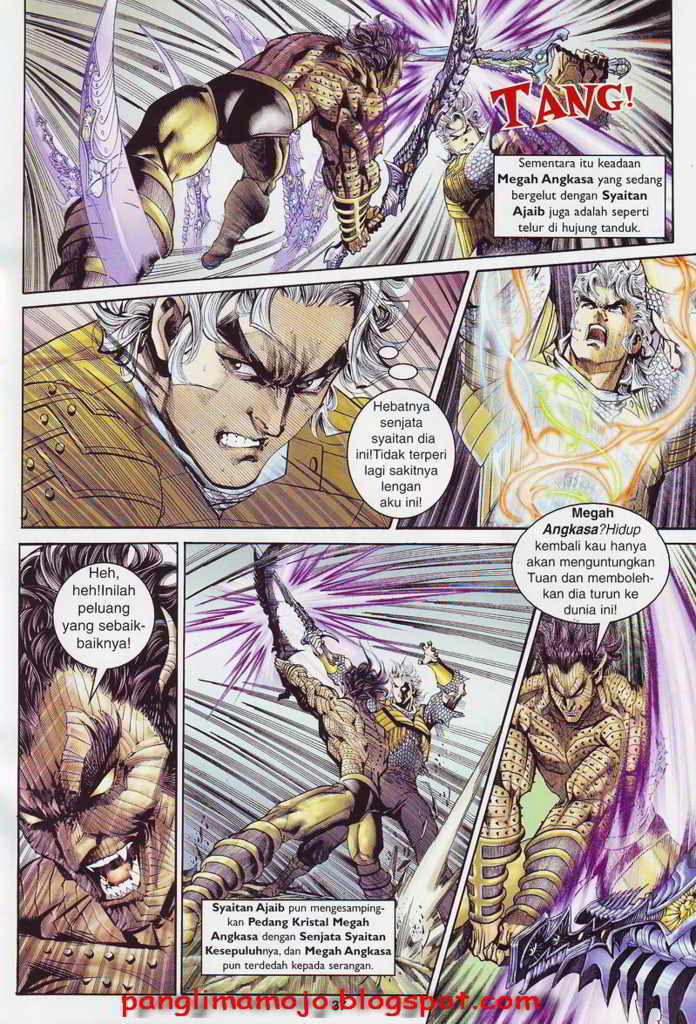 TANG!
Sementara itu keadaan
Megah Angkasa yang sedang
bergelut dengan Syaitan
Ajaib juga adalah seperti
telur di hujung tanduk.
Hebatnya
senjata
syaitan dia
ini!Tidak terperi
lagi sakitnya
lengan
aku ini!
Heh,
heh!Inilah
peluang
yang sebaik-
baiknya!
Syaitan Ajaib pun mengesamping-
kan Pedang Kristal Megah
Angkasa dengan Senjata Syaitan
Kesepuluhnya, dan Megah Angkasa
pun terdedah kepada serangan.
Megah
Angkasa?Hidup
kembali kau hanya
akan menguntungkan
Tuan dan memboleh-
kan dia turun ke
dunia ini!
panglimamojo.blogspot.com